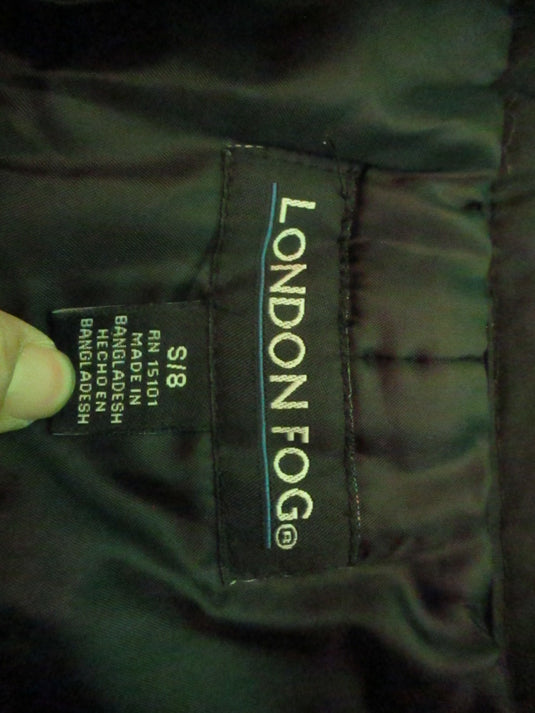 LONDON FOG®
S/8
RN 15101
MADE IN
BANGLADESH
HECHO EN
BANGLADESH